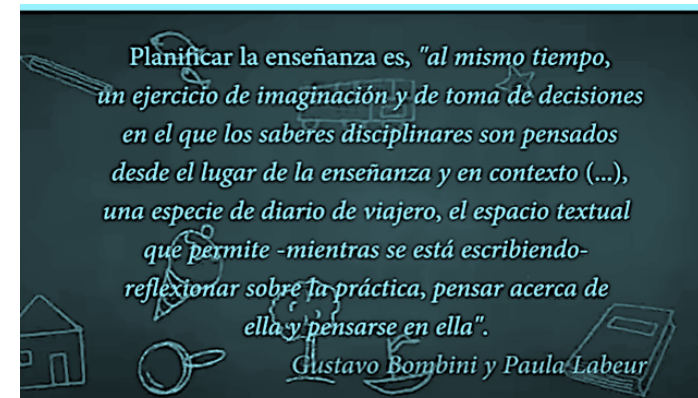 Planificar la enseñanza es, "al mismo tiempo,
un ejercicio de imaginación y de toma de decisiones
en el que los saberes disciplinares son pensados
desde el lugar de la enseñanza y en contexto (...),
una especie de diario de viajero, el espacio textual
que permite -mientras se está escribiendo-
reflexionar sobre la práctica, pensar acerca de
ella y pensarse en ella".
Gustavo Bombini y Paula Labeur